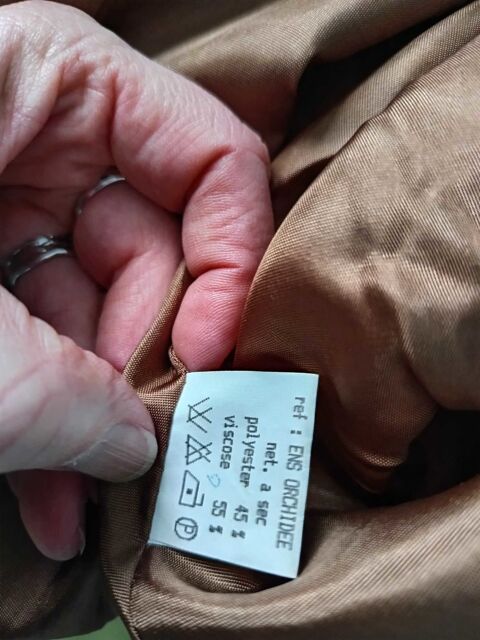 ref : ENS ORCHIDEE
net. a sec
polyester 45 %
viscose 55 %
P